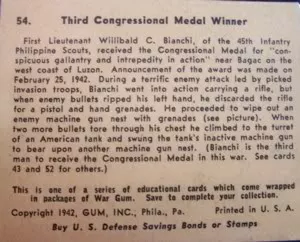 54. Third Congressional Medal Winner
First Lieutenant Willibald C. Bianchi, of the 45th Infantry
Philippine Scouts, received the Congressional Medal for "con-
spicuous gallantry and intrepedity in action" near Bagac on the
west coast of Luzon. Announcement of the award was made on
February 25, 1942. During a terrific enemy attack led by picked
invasion troops, Bianchi went into action carrying a rifle, but
when enemy bullets ripped his left hand, he discarded the rifle
for a pistol and hand grenades. He proceeded to wipe out an
enemy machine gun nest with grenades (see picture). When
two more bullets tore through his chest he climbed to the turret
of an American tank and swung the tank's inactive machine gun
to bear upon another machine gun nest. (Bianchi is the third
man to receive the Congressional Medal in this war. See cards
43 and 52 for others.)
This is one of a series of educational cards which come wrapped
in packages of War Gum. Save to complete your collection.
Copyright 1942, GUM, INC., Phila., Pa. Printed in U. S. A.
Buy U. S. Defense Savings Bonds or Stamps